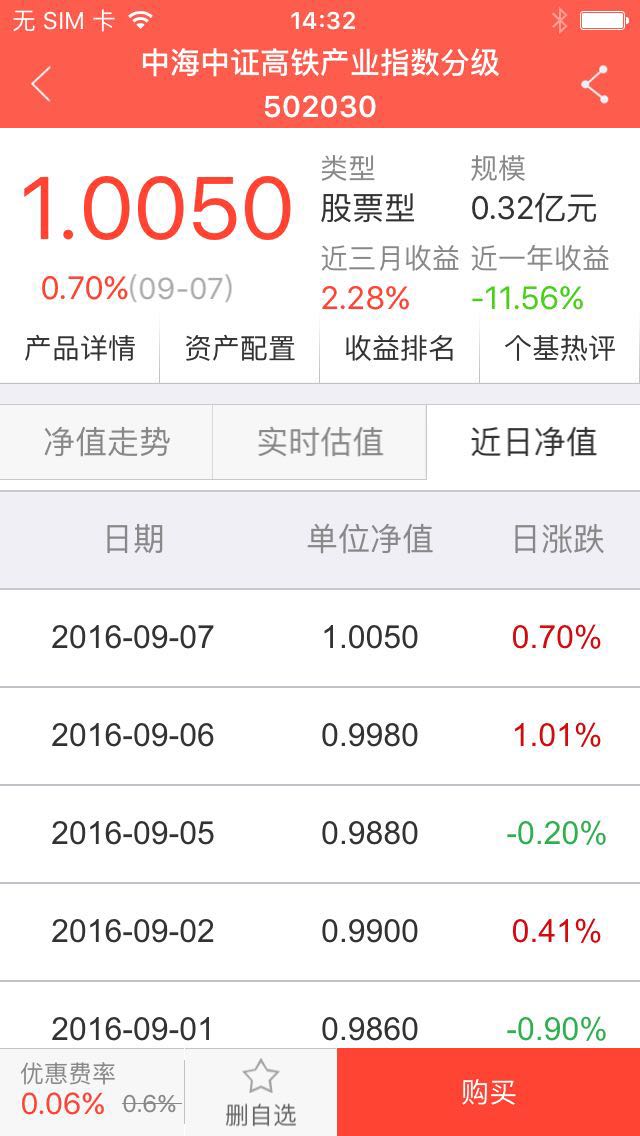 无 SIM 卡 14:32
中海中证高铁产业指数分级
502030
1.0050
0.70%(09-07)
类型 规模
股票型 0.32亿元
近三月收益 近一年收益
2.28% -11.56%
产品详情 资产配置 收益排名 个基热评
净值走势 实时估值 近日净值
日期 单位净值 日涨跌
2016-09-07 1.0050 0.70%
2016-09-06 0.9980 1.01%
2016-09-05 0.9880 -0.20%
2016-09-02 0.9900 0.41%
2016-09-01 0.9860 -0.90%
优惠费率
0.06% 0.6%
删自选
购买